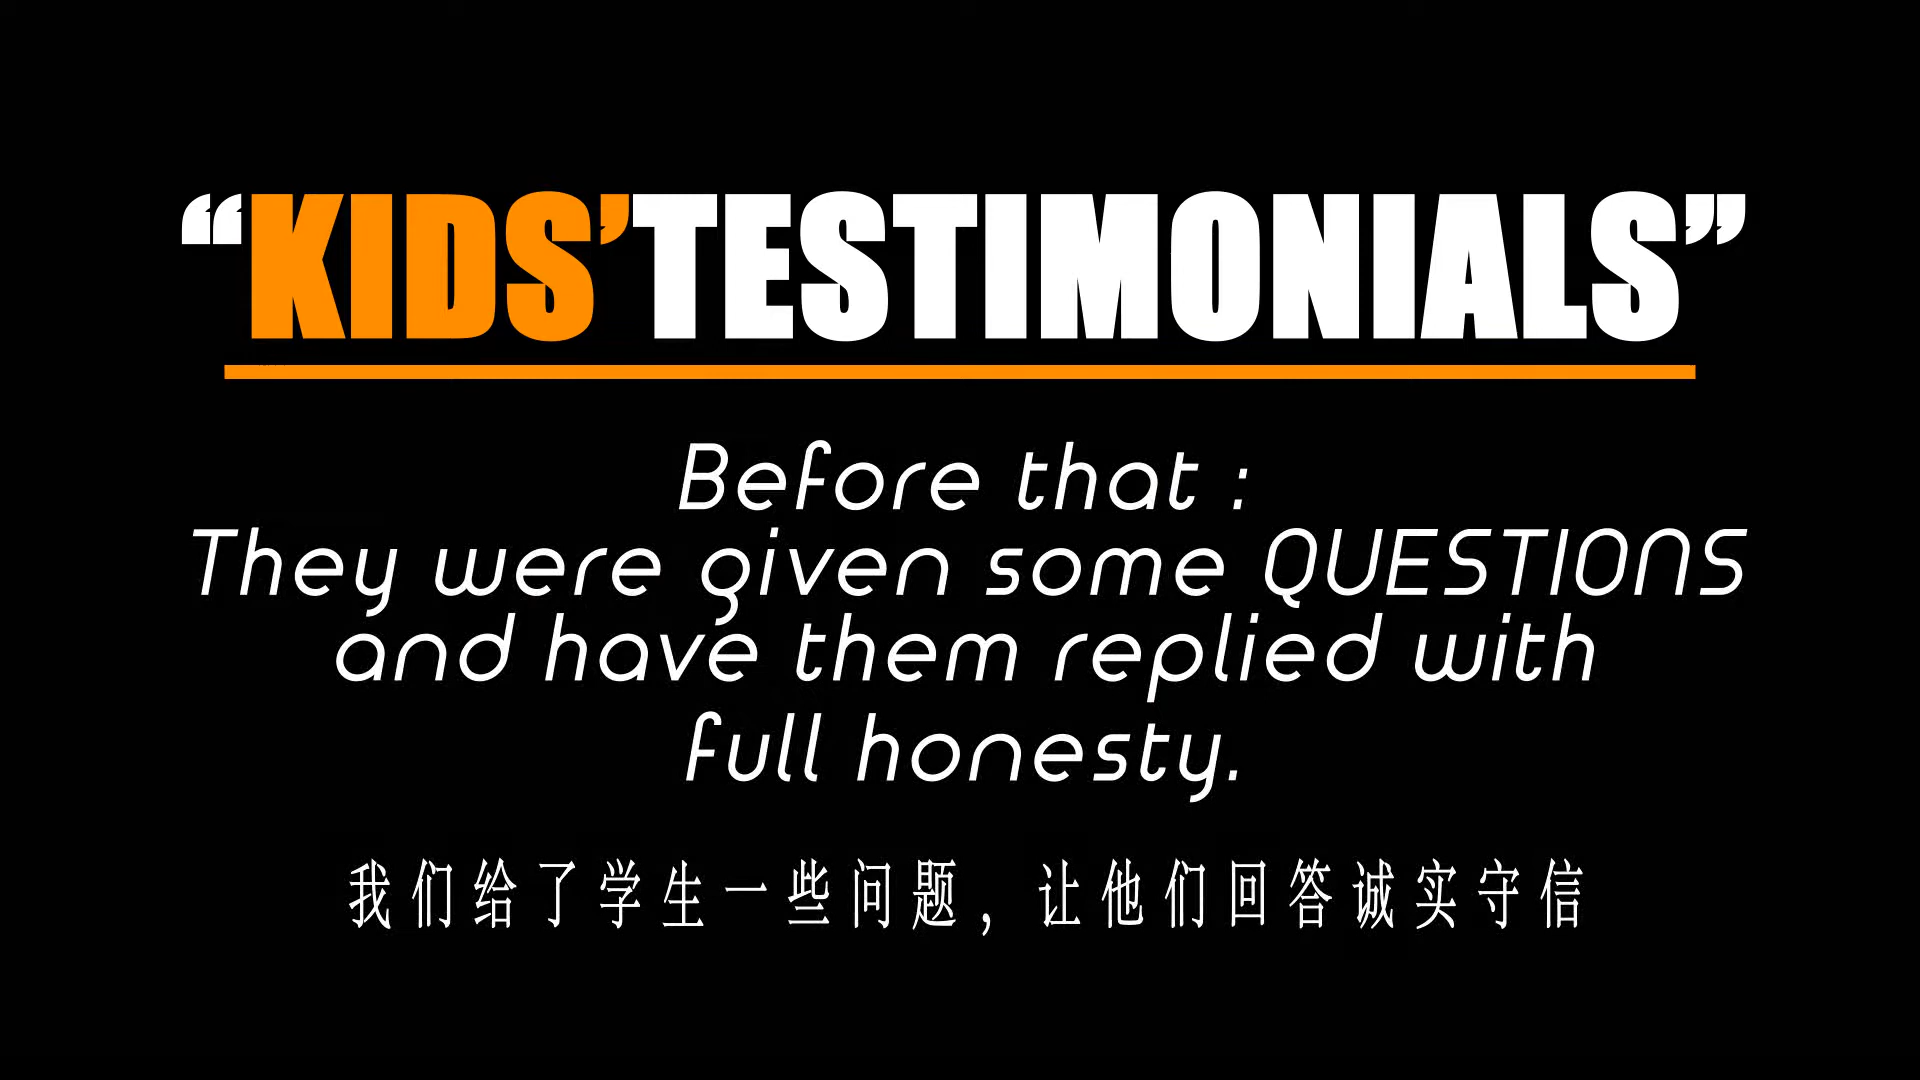 “KIDS’TESTIMONIALS”
Before that :
They were given some QUESTIONS
and have them replied with
full honesty.
我们给了学生一些问题，让他们回答诚实守信